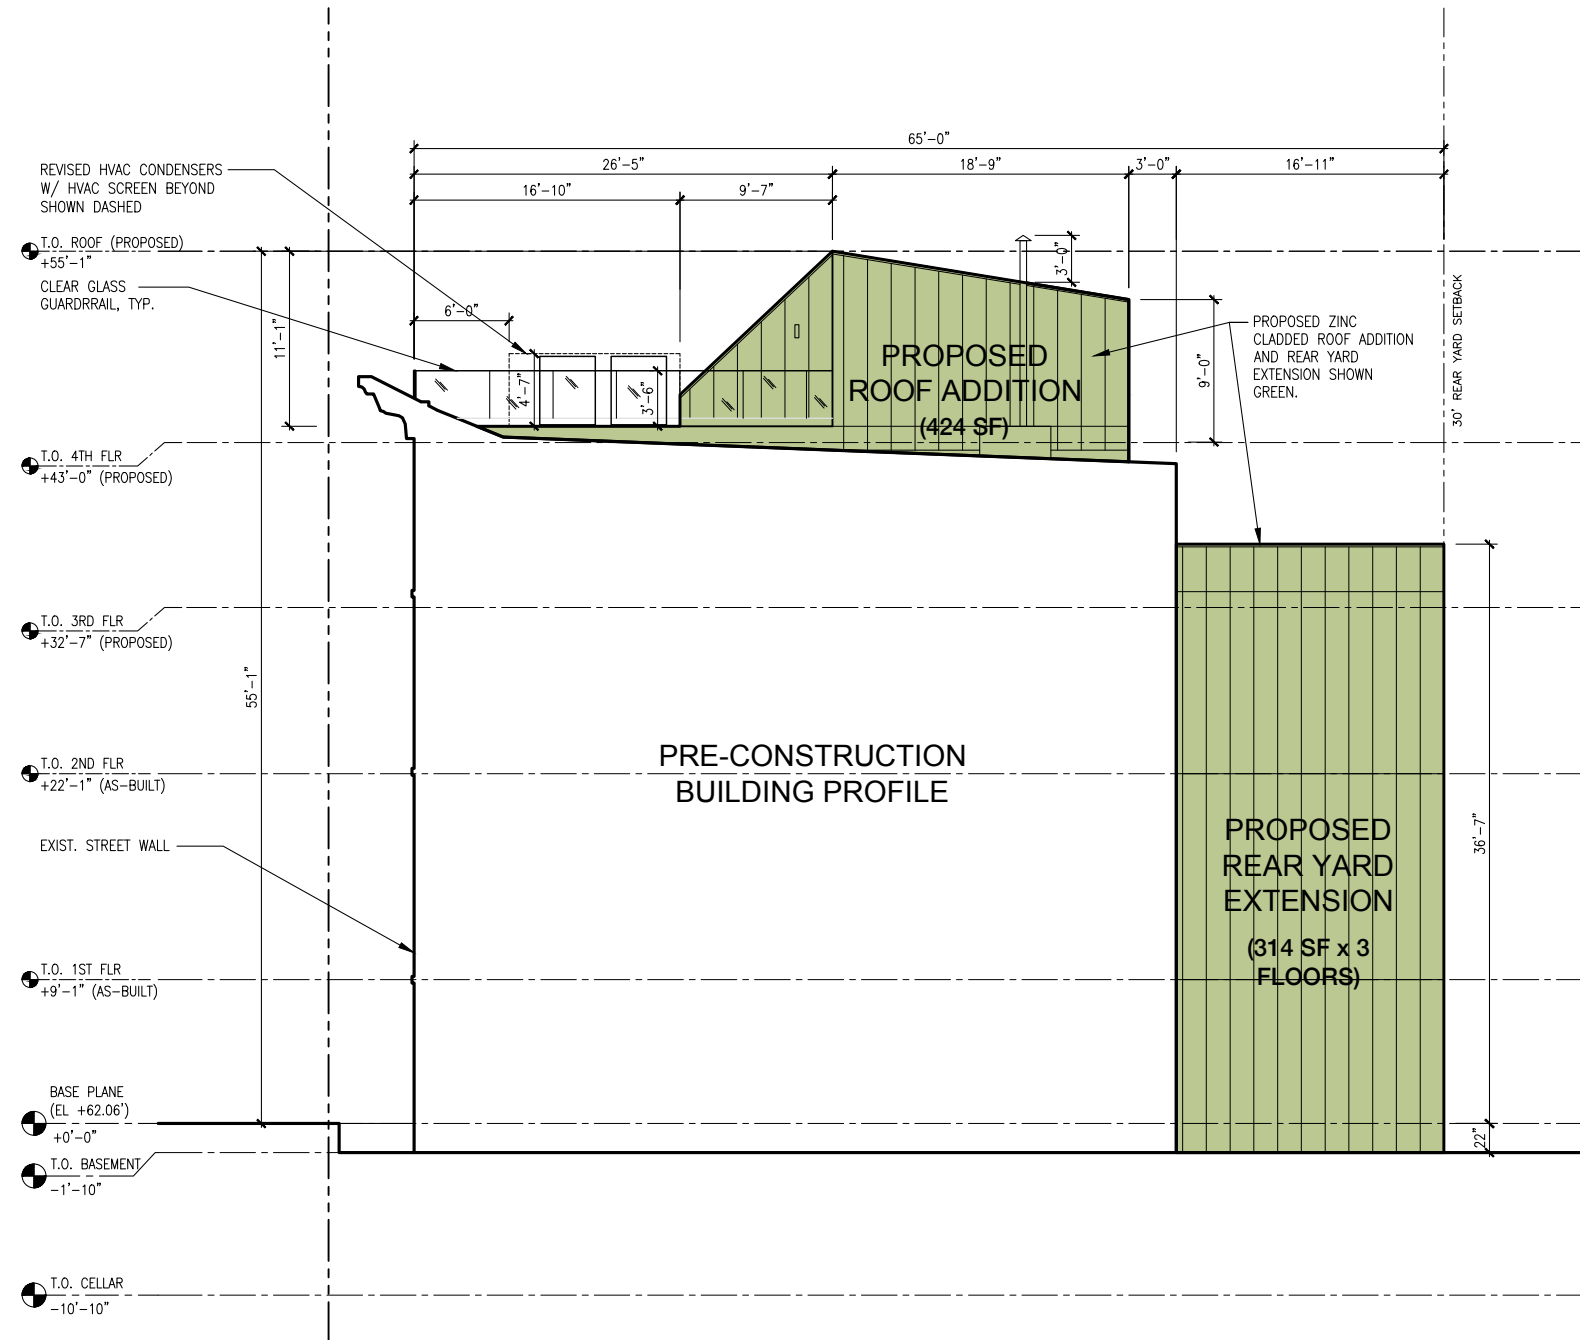 65'-0"
26'-5"
18'-9"
3'-0"
16'-11"
16'-10"
9'-7"
REVISED HVAC CONDENSERS
W/ HVAC SCREEN BEYOND
SHOWN DASHED
T.O. ROOF (PROPOSED)
+55'-1"
CLEAR GLASS
GUARDRRAIL, TYP.
6'-0"
11'-1"
4'-7"
3'-6"
3'-0"
9'-0"
PROPOSED
ROOF ADDITION
(424 SF)
PROPOSED ZINC
CLADDED ROOF ADDITION
AND REAR YARD
EXTENSION SHOWN
GREEN.
30' REAR YARD SETBACK
T.O. 4TH FLR
+43'-0" (PROPOSED)
T.O. 3RD FLR
+32'-7" (PROPOSED)
55'-1"
T.O. 2ND FLR
+22'-1" (AS-BUILT)
PRE-CONSTRUCTION
BUILDING PROFILE
EXIST. STREET WALL
PROPOSED
REAR YARD
EXTENSION
(314 SF x 3
FLOORS)
36'-7"
T.O. 1ST FLR
+9'-1" (AS-BUILT)
BASE PLANE
(EL +62.06')
+0'-0"
22"
T.O. BASEMENT
-1'-10"
T.O. CELLAR
-10'-10"